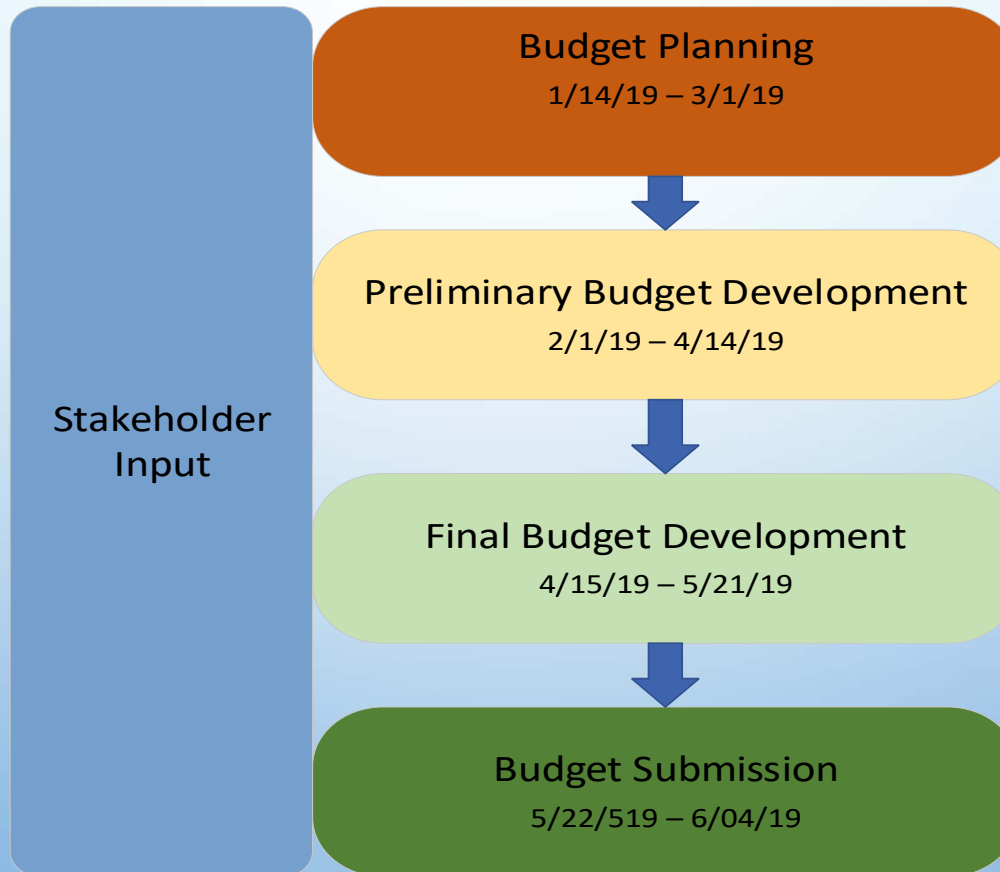 Budget Planning
1/14/19 – 3/1/19
Preliminary Budget Development
2/1/19 – 4/14/19
Stakeholder
Input
Final Budget Development
4/15/19 – 5/21/19
Budget Submission
5/22/519 – 6/04/19